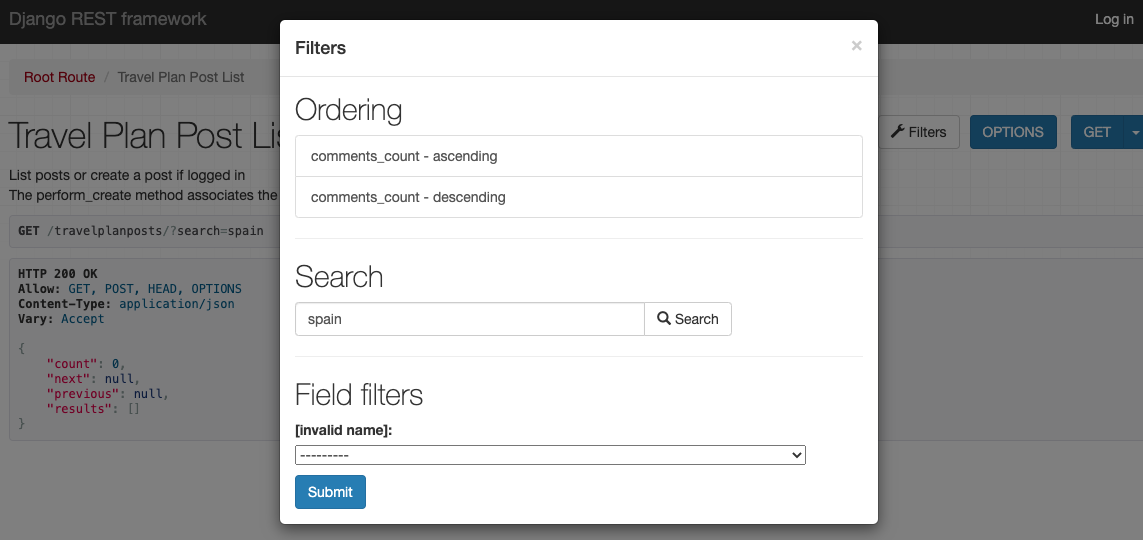 Django REST framework
Log in
Filters
×
Root Route / Travel Plan Post List
Ordering
Travel Plan Post Lis
Filters
OPTIONS
GET
comments_count - ascending
List posts or create a post if logged in
The perform_create method associates the
comments_count - descending
GET /travelplanposts/?search=spain
HTTP 200 OK
Allow: GET, POST, HEAD, OPTIONS
Content-Type: application/json
Vary: Accept
{
"count": 0,
"next": null,
"previous": null,
"results": []
}
Search
spain
Search
Field filters
[invalid name]:
---------
Submit